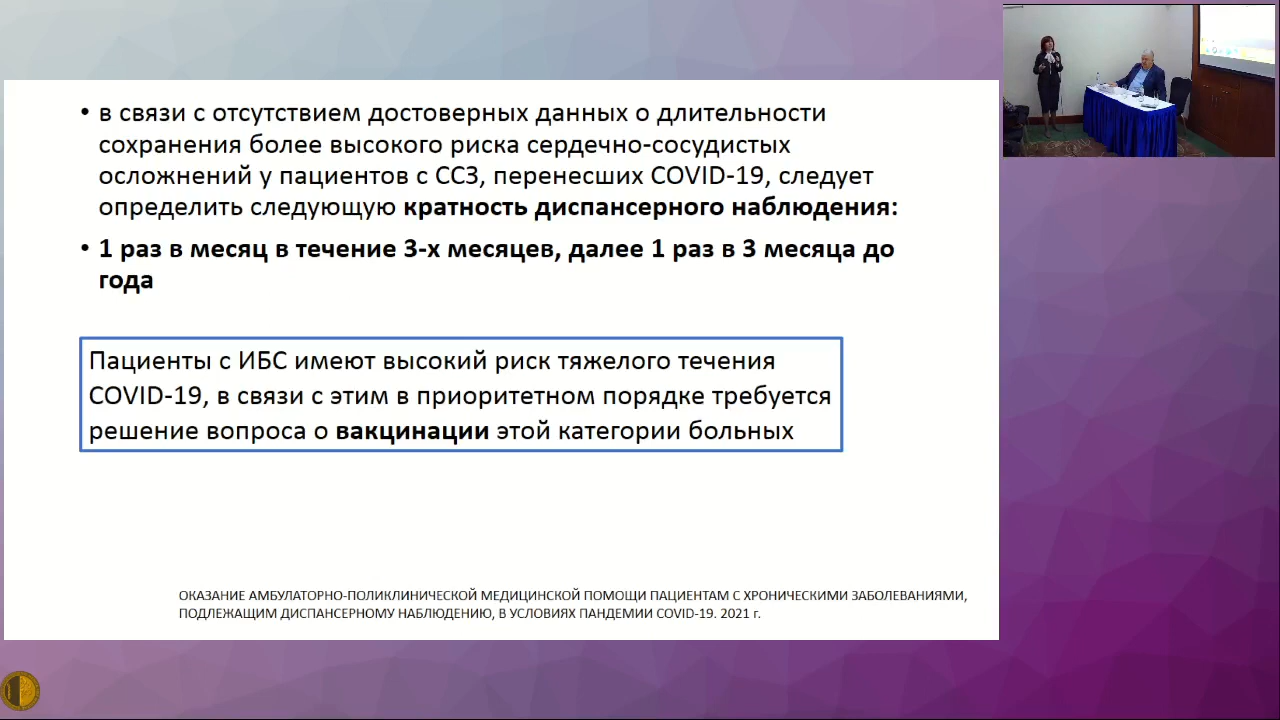 • в связи с отсутствием достоверных данных о длительности
сохранения более высокого риска сердечно-сосудистых
осложнений у пациентов с ССЗ, перенесших COVID-19, следует
определить следующую кратность диспансерного наблюдения:
• 1 раз в месяц в течение 3-х месяцев, далее 1 раз в 3 месяца до
года
Пациенты с ИБС имеют высокий риск тяжелого течения
COVID-19, в связи с этим в приоритетном порядке требуется
решение вопроса о вакцинации этой категории больных
ОКАЗАНИЕ АМБУЛАТОРНО-ПОЛИКЛИНИЧЕСКОЙ МЕДИЦИНСКОЙ ПОМОЩИ ПАЦИЕНТАМ С ХРОНИЧЕСКИМИ ЗАБОЛЕВАНИЯМИ,
ПОДЛЕЖАЩИМ ДИСПАНСЕРНОМУ НАБЛЮДЕНИЮ, В УСЛОВИЯХ ПАНДЕМИИ COVID-19. 2021 г.